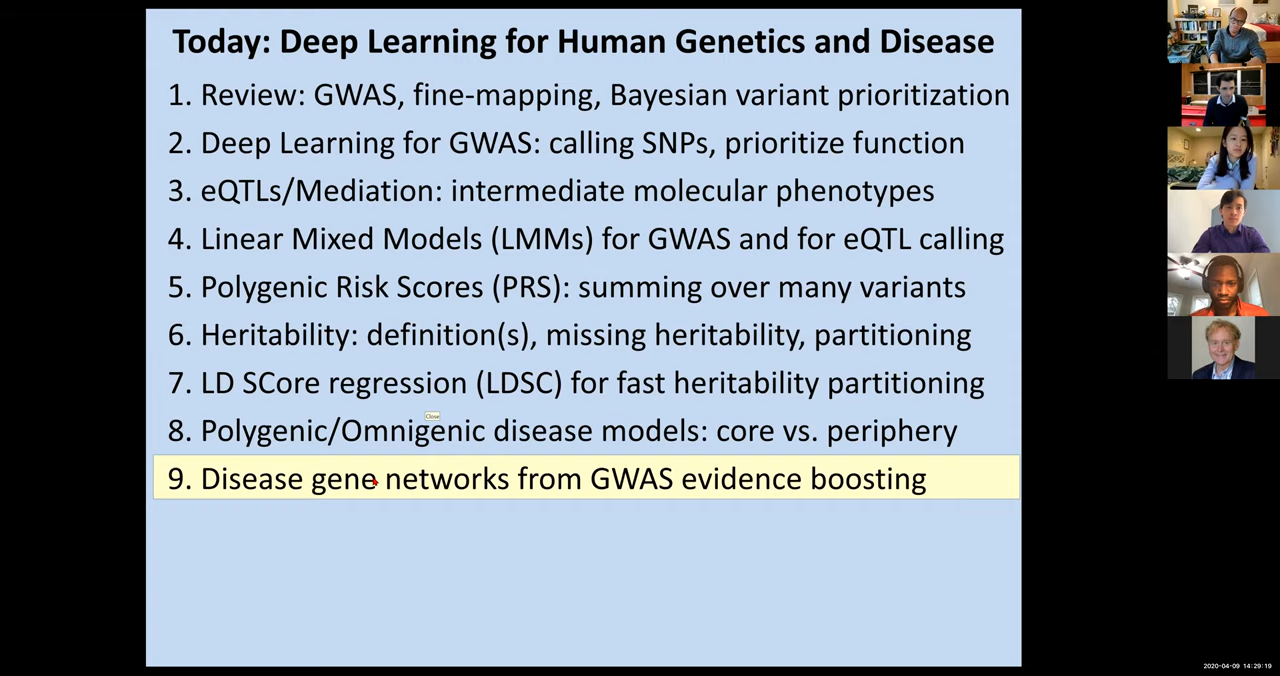 Today: Deep Learning for Human Genetics and Disease
1. Review: GWAS, fine-mapping, Bayesian variant prioritization
2. Deep Learning for GWAS: calling SNPs, prioritize function
3. eQTLs/Mediation: intermediate molecular phenotypes
4. Linear Mixed Models (LMMs) for GWAS and for eQTL calling
5. Polygenic Risk Scores (PRS): summing over many variants
6. Heritability: definition(s), missing heritability, partitioning
7. LD SCore regression (LDSC) for fast heritability partitioning
Close
8. Polygenic/Omnigenic disease models: core vs. periphery
9. Disease gene networks from GWAS evidence boosting
2020-04-09 14:29:19